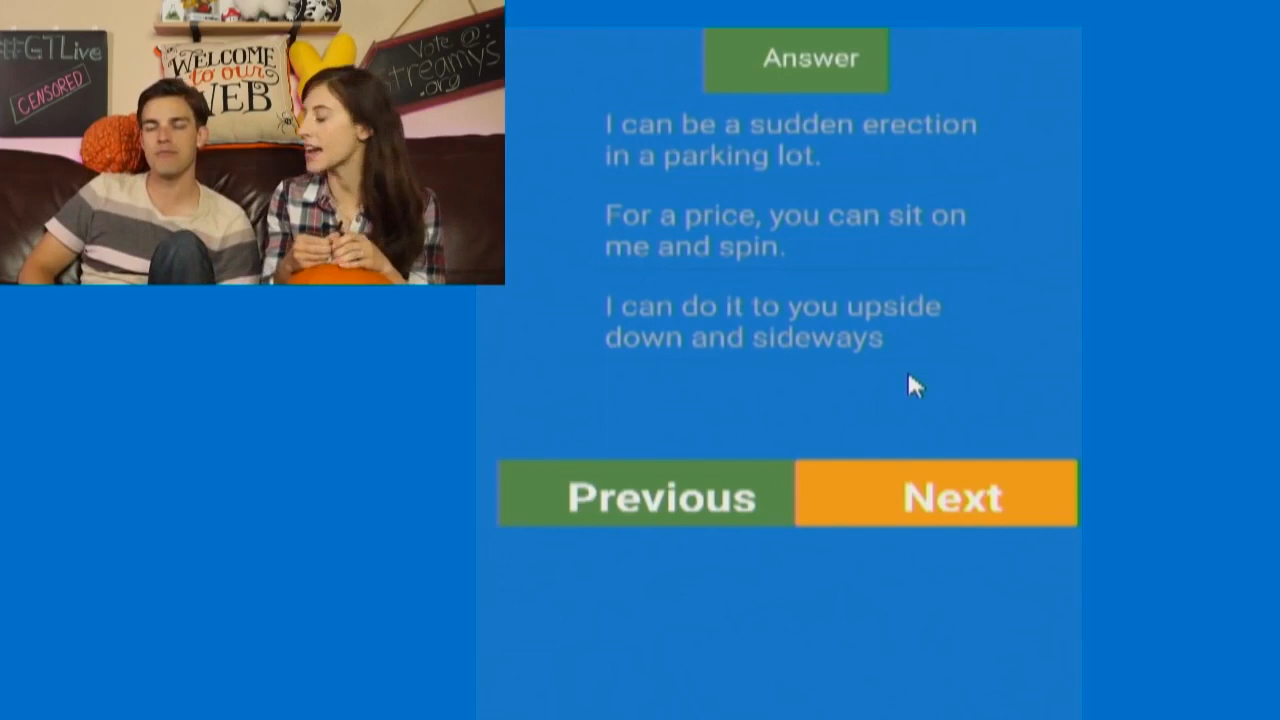 #GTLive
CENSORED
WELCOME
to our
WEB
Vote @:
streamys
.org
Answer
I can be a sudden erection
in a parking lot.
For a price, you can sit on
me and spin.
I can do it to you upside
down and sideways
Previous
Next